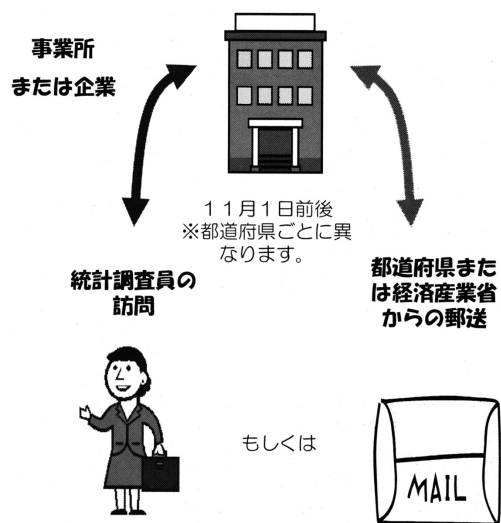 事業所
または企業
１１月１日前後
※都道府県ごとに異
なります。
統計調査員の
訪問
都道府県また
は経済産業省
からの郵送
もしくは
MAIL